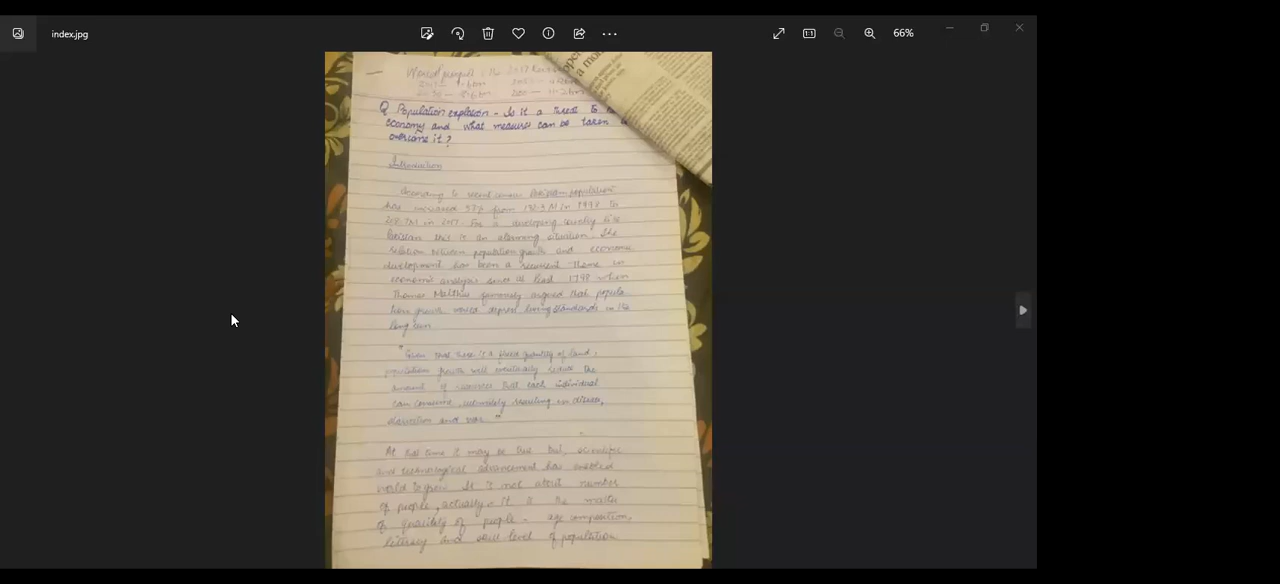 index.jpg
66%
a mo
Q Population explosion - Is it a threat to
economy and what measures can be taken
overcome it?
Introduction
According to recent census Pakistan population
has increased 57% from 132.3 M in 1998 to
in 2017. For a developing country like
Pakistan this is an alarming situation. The
relation between population growth and economic
development has been a recurrent theme in
economic analysis since at least 1798 when
Thomas Malthus famously argued that popula
tion growth would depress living standards in the
long run
"Given that there is a fixed quantity of land,
population growth will eventually reduce the
amount of resources that each individual
can consume, ultimately resulting in disease,
starvation and war."
At that time it may be true but, scientific
and technological advancement has enabled
world to grow. It is not about number
of people, actually it is the matter
of quality of people - age composition,
literacy and skill level of population